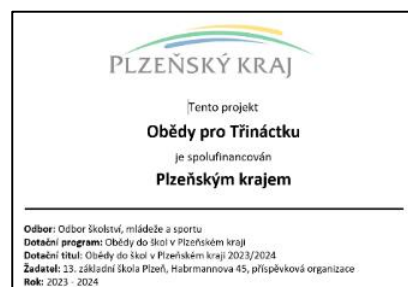 PLZEŇSKÝ KRAJ
Tento projekt
Obědy pro Třináctku
je spolufinancován
Plzeňským krajem
Odbor: Odbor školství, mládeže a sportu
Dotační program: Obědy do škol v Plzeňském kraji
Dotační titul: Obědy do škol v Plzeňském kraji 2023/2024
Žadatel: 13. základní škola Plzeň, Habrmannova 45, příspěvková organizace
Rok: 2023 - 2024